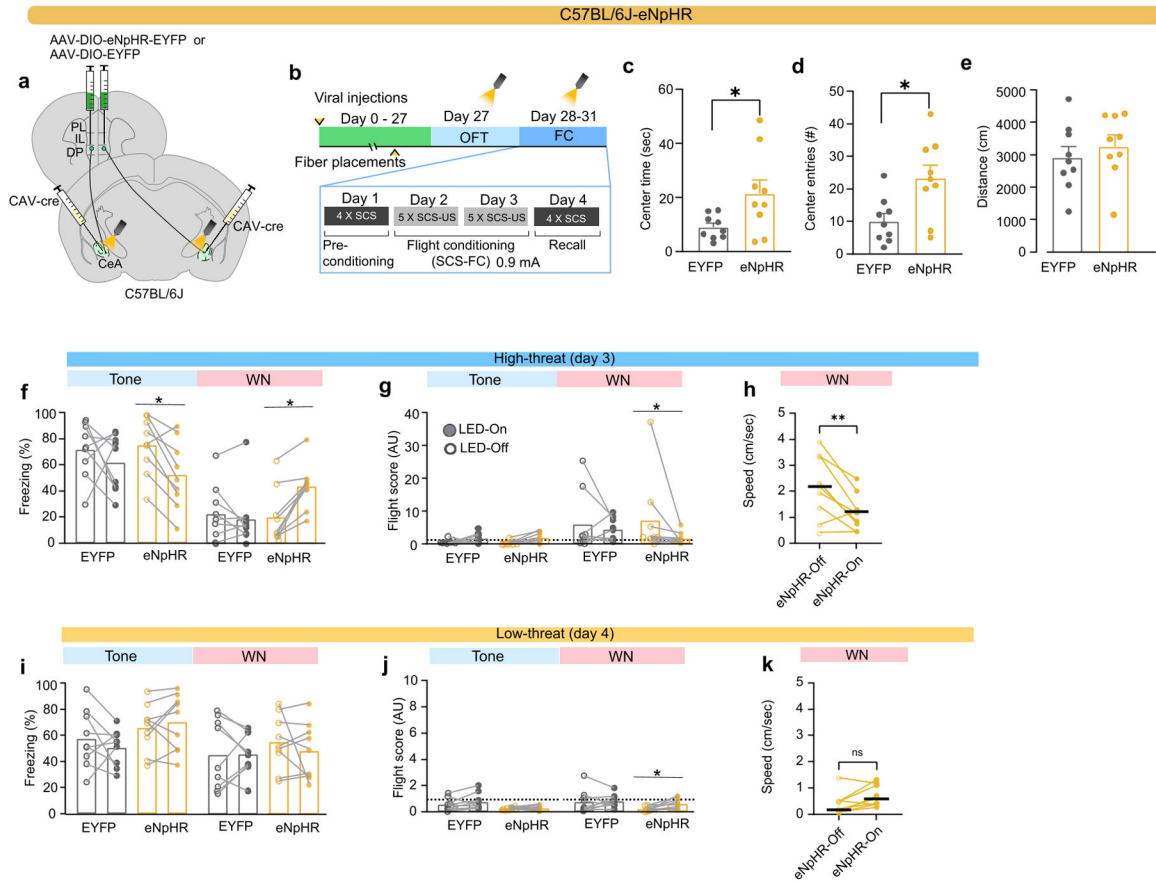 C57BL/6J-eNpHR
AAV-DIO-eNpHR-EYFP or
AAV-DIO-EYFP
a
PL
IL
DP
CAV-cre
CAV-cre
CeA
C57BL/6J
b
Viral injections
Day 0 - 27
Day 27
Day 28-31
OFT
FC
Fiber placements
Day 1
Day 2
Day 3
Day 4
4 X SCS
5 X SCS-US
5 X SCS-US
4 X SCS
Pre-
conditioning
Flight conditioning
(SCS-FC) 0.9 mA
Recall
c
Center time (sec)
60
40
20
0
*
EYFP
eNpHR
d
Center entries (#)
50
40
30
20
10
0
*
EYFP
eNpHR
e
Distance (cm)
5000
4000
3000
2000
1000
0
EYFP
eNpHR
High-threat (day 3)
f
Tone
WN
Freezing (%)
100
80
60
40
20
0
*
*
EYFP
eNpHR
EYFP
eNpHR
g
Tone
WN
Flight score (AU)
40
30
20
10
0
LED-On
LED-Off
*
EYFP
eNpHR
EYFP
eNpHR
h
WN
Speed (cm/sec)
5
4
3
2
1
0
**
eNpHR-Off
eNpHR-On
Low-threat (day 4)
i
Tone
WN
Freezing (%)
100
80
60
40
20
0
EYFP
eNpHR
EYFP
eNpHR
j
Tone
WN
Flight score (AU)
10
8
6
4
2
0
*
EYFP
eNpHR
EYFP
eNpHR
k
WN
Speed (cm/sec)
5
4
3
2
1
0
ns
eNpHR-Off
eNpHR-On